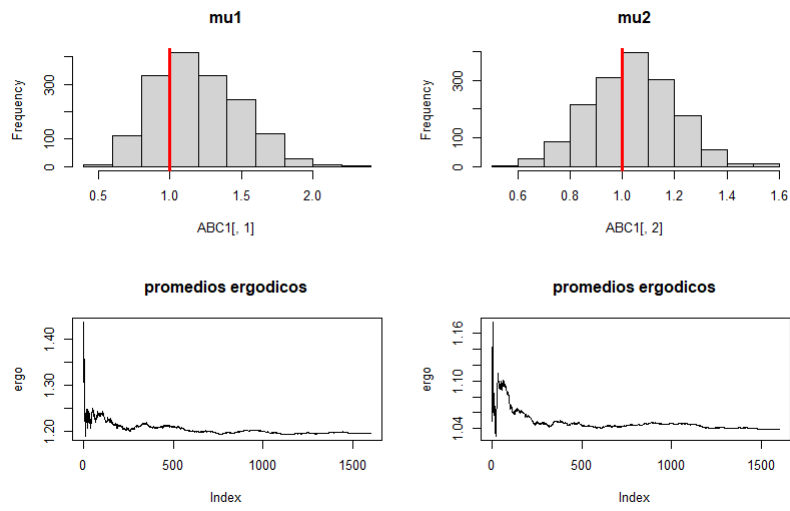 mu1
Frequency
0 100 300
0.5 1.0 1.5 2.0
ABC1[, 1]
mu2
Frequency
0 100 300
0.6 0.8 1.0 1.2 1.4 1.6
ABC1[, 2]
promedios ergodicos
ergo
1.20 1.30 1.40
0 500 1000 1500
Index
promedios ergodicos
ergo
1.04 1.10 1.16
0 500 1000 1500
Index